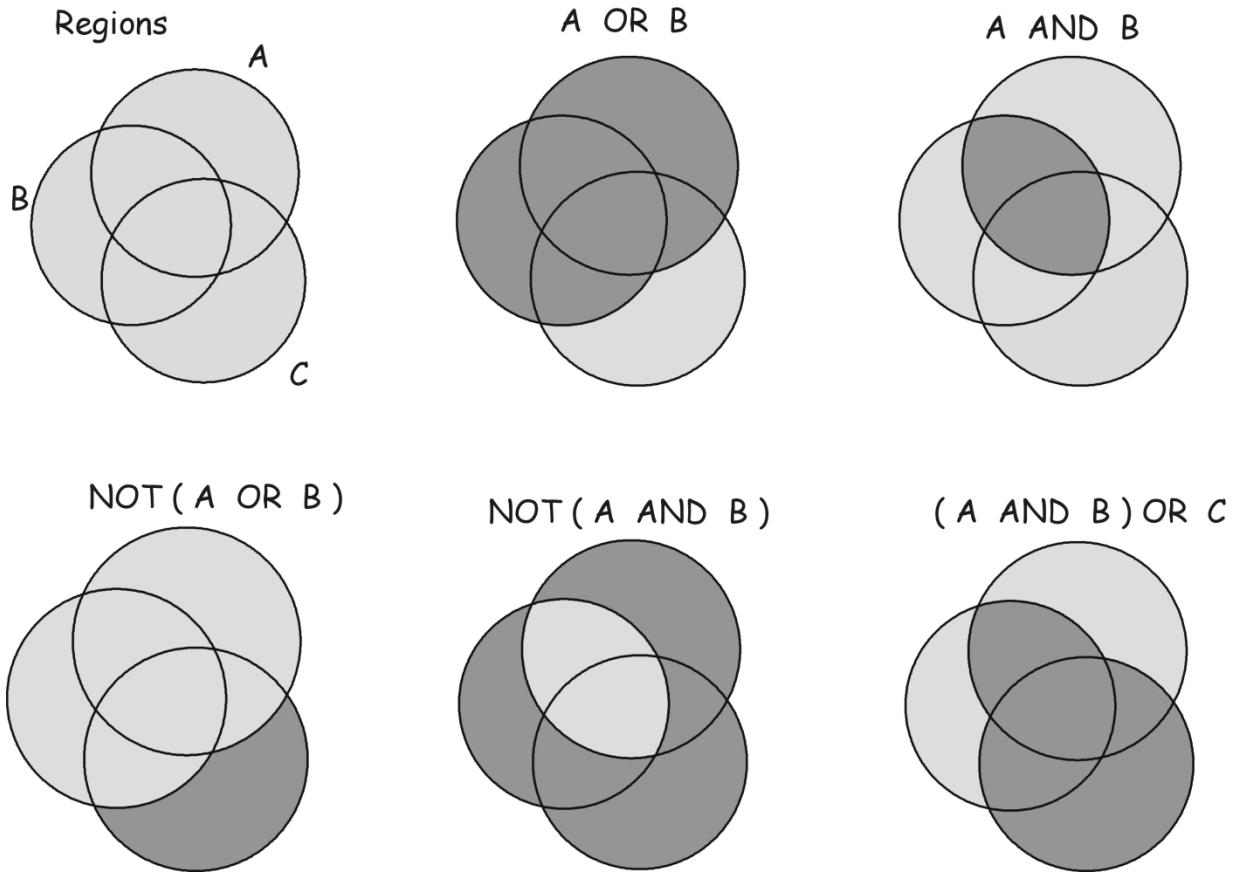 Regions
A
B
C
A OR B
A AND B
NOT ( A OR B )
NOT ( A AND B )
( A AND B ) OR C